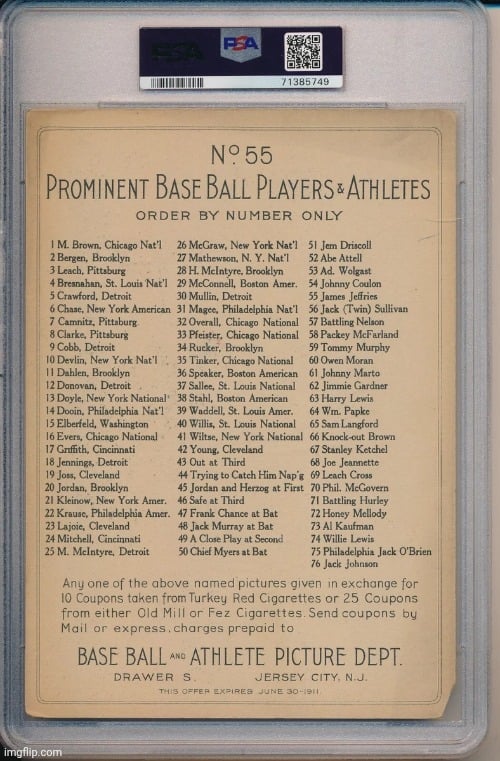 PSA
PSA
71385749
Nº 55
PROMINENT BASE BALL PLAYERS & ATHLETES
ORDER BY NUMBER ONLY
1 M. Brown, Chicago Nat'l
2 Bergen, Brooklyn
3 Leach, Pittsburg
4 Bresnahan, St. Louis Nat'l
5 Crawford, Detroit
6 Chase, New York American
7 Camnitz, Pittsburg
8 Clarke, Pittsburg
9 Cobb, Detroit
10 Devlin, New York Nat'l
11 Dahlen, Brooklyn
12 Donovan, Detroit
13 Doyle, New York National
14 Dooin, Philadelphia Nat'l
15 Elberfeld, Washington
16 Evers, Chicago National
17 Griffith, Cincinnati
18 Jennings, Detroit
19 Joss, Cleveland
20 Jordan, Brooklyn
21 Kleinow, New York Amer.
22 Krause, Philadelphia Amer.
23 Lajoie, Cleveland
24 Mitchell, Cincinnati
25 M. McIntyre, Detroit
26 McGraw, New York Nat'l
27 Mathewson, N. Y. Nat'l
28 H. McIntyre, Brooklyn
29 McConnell, Boston Amer.
30 Mullin, Detroit
31 Magee, Philadelphia Nat'l
32 Overall, Chicago National
33 Pfeister, Chicago National
34 Rucker, Brooklyn
35 Tinker, Chicago National
36 Speaker, Boston American
37 Sallee, St. Louis National
38 Stahl, Boston American
39 Waddell, St. Louis Amer.
40 Willis, St. Louis National
41 Wiltse, New York National
42 Young, Cleveland
43 Out at Third
44 Trying to Catch Him Nap'g
45 Jordan and Herzog at First
46 Safe at Third
47 Frank Chance at Bat
48 Jack Murray at Bat
49 A Close Play at Second
50 Chief Myers at Bat
51 Jem Driscoll
52 Abe Attell
53 Ad. Wolgast
54 Johnny Coulon
55 James Jeffries
56 Jack (Twin) Sullivan
57 Battling Nelson
58 Packey McFarland
59 Tommy Murphy
60 Owen Moran
61 Johnny Marto
62 Jimmie Gardner
63 Harry Lewis
64 Wm. Papke
65 Sam Langford
66 Knock-out Brown
67 Stanley Ketchel
68 Joe Jeannette
69 Leach Cross
70 Phil. McGovern
71 Battling Hurley
72 Honey Mellody
73 Al Kaufman
74 Willie Lewis
75 Philadelphia Jack O'Brien
76 Jack Johnson
Any one of the above named pictures given in exchange for
10 Coupons taken from Turkey Red Cigarettes or 25 Coupons
from either Old Mill or Fez Cigarettes. Send coupons by
Mail or express, charges prepaid to
BASE BALL AND ATHLETE PICTURE DEPT.
DRAWER S. JERSEY CITY, N.J.
THIS OFFER EXPIRES JUNE 30-1911.
imgflip.com